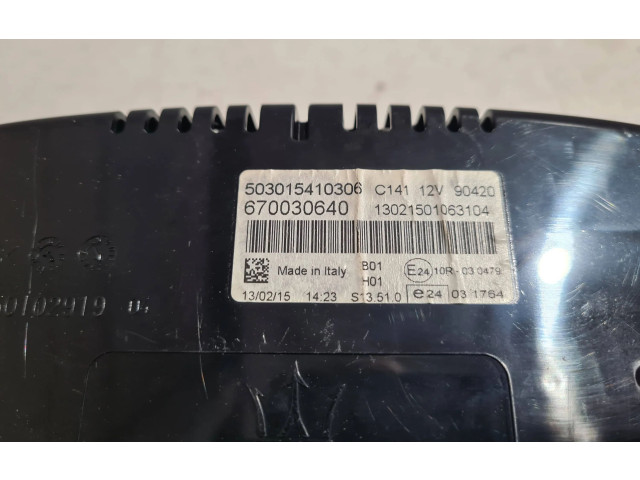 503015410306 C141 12V 90420
670030640 13021501063104
Made in Italy B01 H01 E24 10R-03 0479
13/02/15 14:23 S13.51.0 e24 03 1764